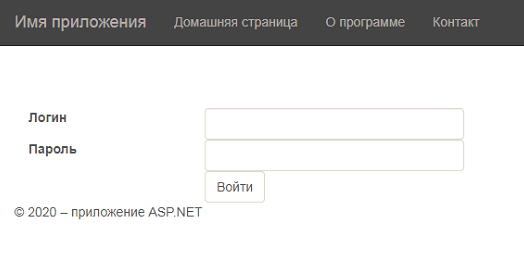 Имя приложения Домашняя страница О программе Контакт
Логин
Пароль
Войти
© 2020 – приложение ASP.NET